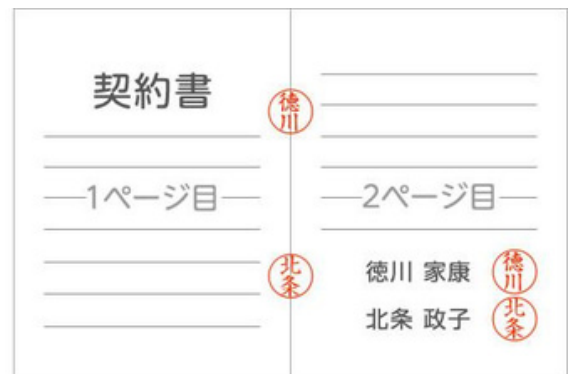 契約書
徳川
1ページ目
2ページ目
北条
徳川 家康 徳川
北条 政子 北条